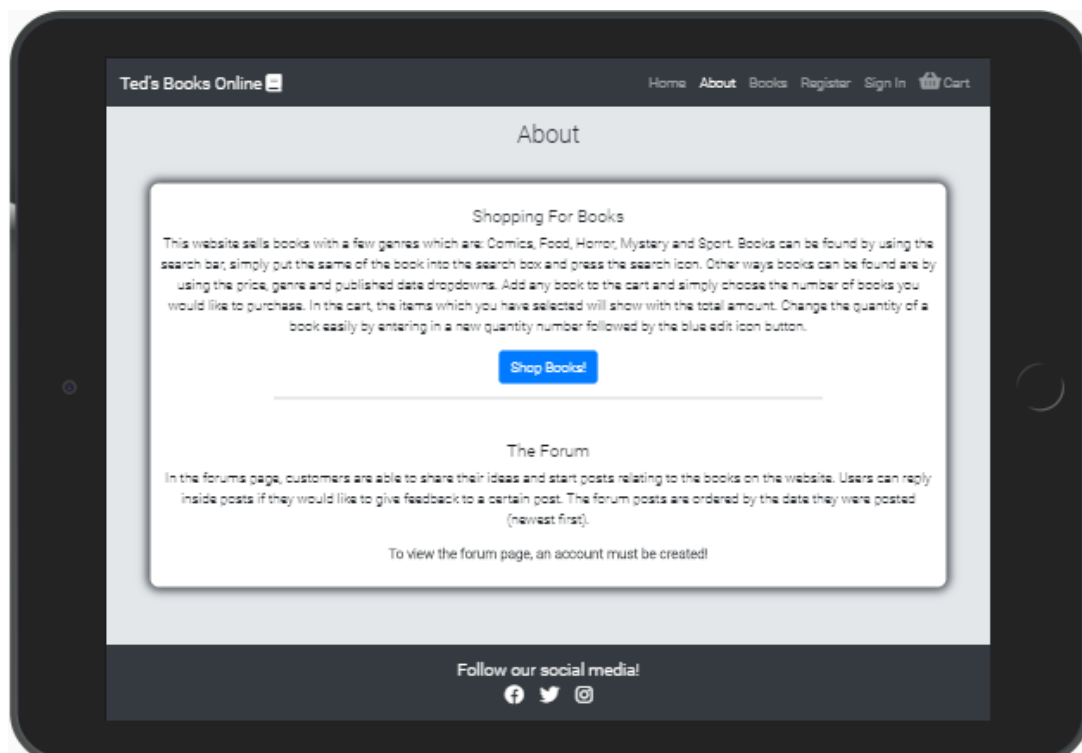 Ted's Books Online
Home About Books Register Sign In Cart
About
Shopping For Books
This website sells books with a few genres which are: Comics, Food, Horror, Mystery and Sport. Books can be found by using the
search bar, simply put the same of the book into the search box and press the search icon. Other ways books can be found are by
using the price, genre and published date dropdowns. Add any book to the cart and simply choose the number of books you
would like to purchase. In the cart, the items which you have selected will show with the total amount. Change the quantity of a
book easily by entering in a new quantity number followed by the blue edit icon button.
Shop Books!
The Forum
In the forums page, customers are able to share their ideas and start posts relating to the books on the website. Users can reply
inside posts if they would like to give feedback to a certain post. The forum posts are ordered by the date they were posted
(newest first).
To view the forum page, an account must be created!
Follow our social media!